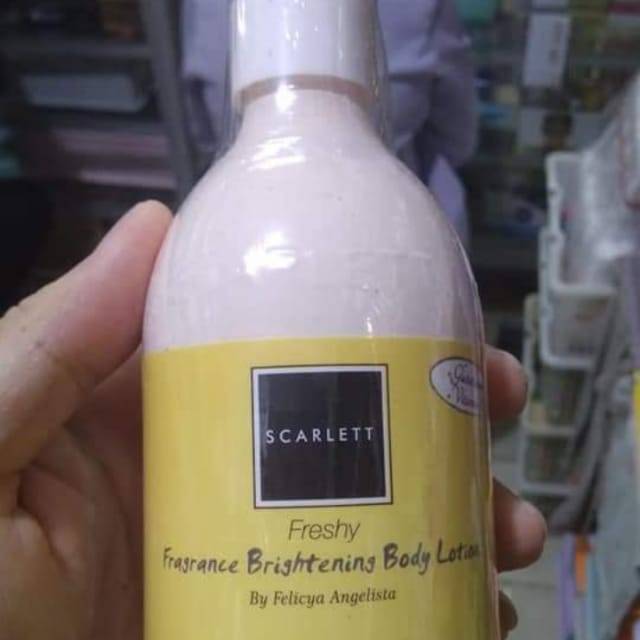 SCARLETT
Freshy
Fragrance Brightening Body Lotion
By Felicya Angelista